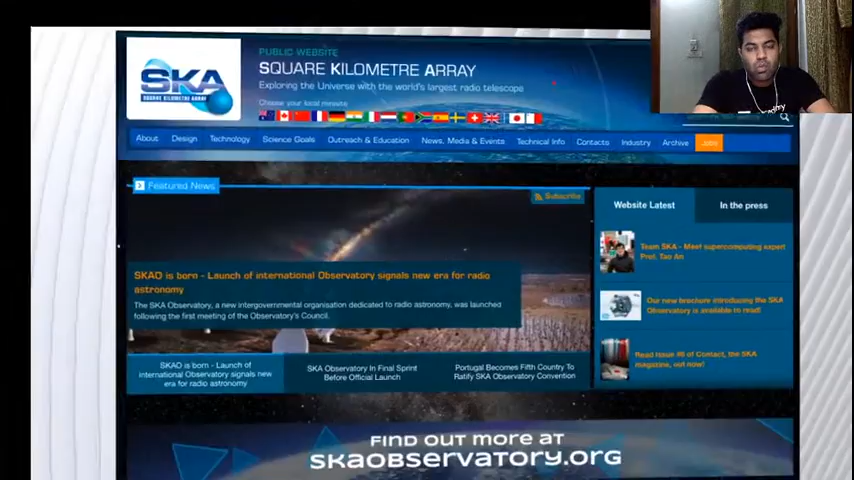 SKA
SQUARE KILOMETRE ARRAY
PUBLIC WEBSITE
SQUARE KILOMETRE ARRAY
Exploring the Universe with the world's largest radio telescope
Choose your local minisite
About Design Technology Science Goals Outreach & Education News, Media & Events Technical Info Contacts Industry Archive Jobs
Featured News
Subscribe
SKAO is born - Launch of international Observatory signals new era for radio
astronomy
The SKA Observatory, a new intergovernmental organisation dedicated to radio astronomy, was launched
following the first meeting of the Observatory's Council.
SKAO is born - Launch of
international Observatory signals new
era for radio astronomy
SKA Observatory In Final Sprint
Before Official Launch
Portugal Becomes Fifth Country To
Ratify SKA Observatory Convention
Website Latest
In the press
Team SKA - Meet supercomputing expert
Prof. Tao An
Our new brochure introducing the SKA
Observatory is available to read!
Read Issue #6 of Contact, the SKA
magazine, out now!
FIND OUT MORE AT
SKAOBSERVATORY.ORG